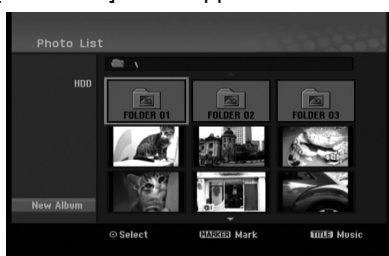 Photo List
\
HDD
FOLDER 01 FOLDER 02 FOLDER 03
New Album
Select MARKER Mark TITLE Music